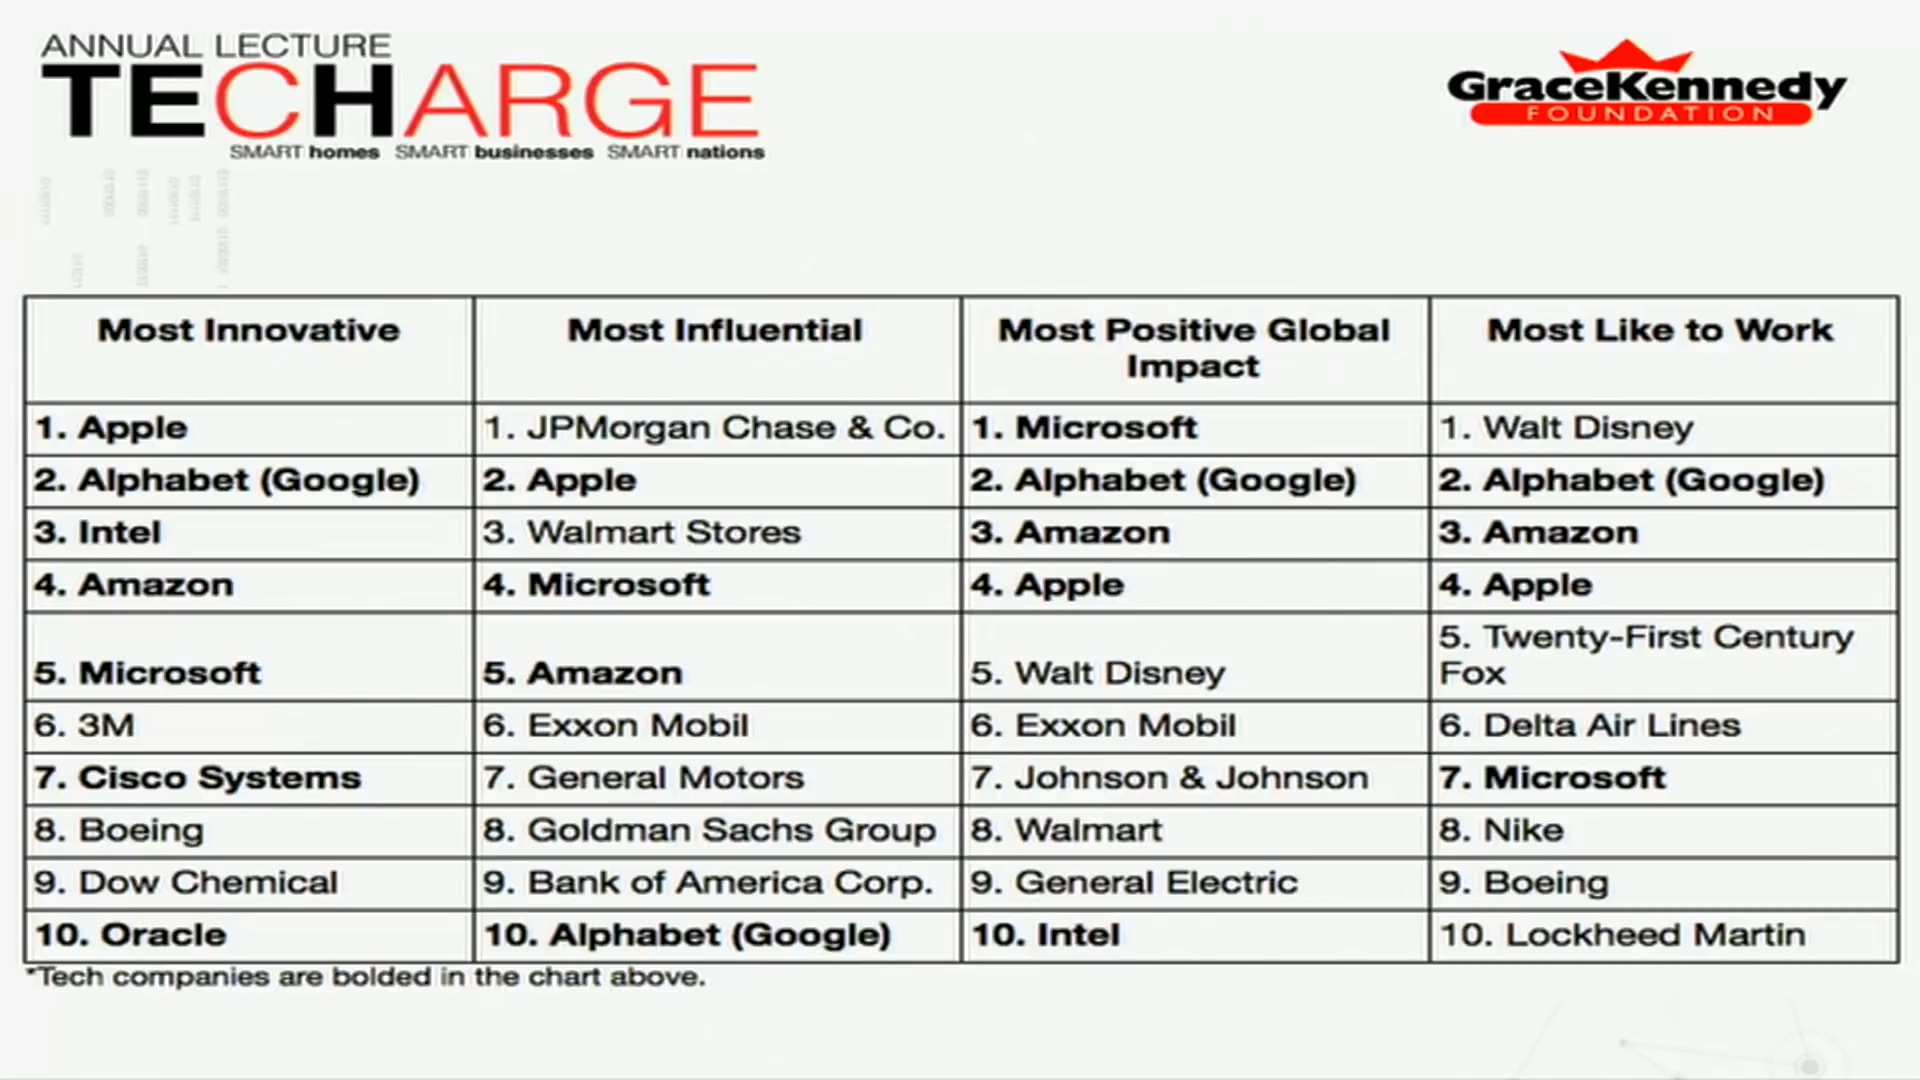 ANNUAL LECTURE
TECHARGE
SMART homes SMART businesses SMART nations
GraceKennedy
FOUNDATION
Most Innovative
Most Influential
Most Positive Global
Impact
Most Like to Work
1. Apple
1. JPMorgan Chase & Co.
1. Microsoft
1. Walt Disney
2. Alphabet (Google)
2. Apple
2. Alphabet (Google)
2. Alphabet (Google)
3. Intel
3. Walmart Stores
3. Amazon
3. Amazon
4. Amazon
4. Microsoft
4. Apple
4. Apple
5. Microsoft
5. Amazon
5. Walt Disney
5. Twenty-First Century
Fox
6. 3M
6. Exxon Mobil
6. Exxon Mobil
6. Delta Air Lines
7. Cisco Systems
7. General Motors
7. Johnson & Johnson
7. Microsoft
8. Boeing
8. Goldman Sachs Group
8. Walmart
8. Nike
9. Dow Chemical
9. Bank of America Corp.
9. General Electric
9. Boeing
10. Oracle
10. Alphabet (Google)
10. Intel
10. Lockheed Martin
*Tech companies are bolded in the chart above.